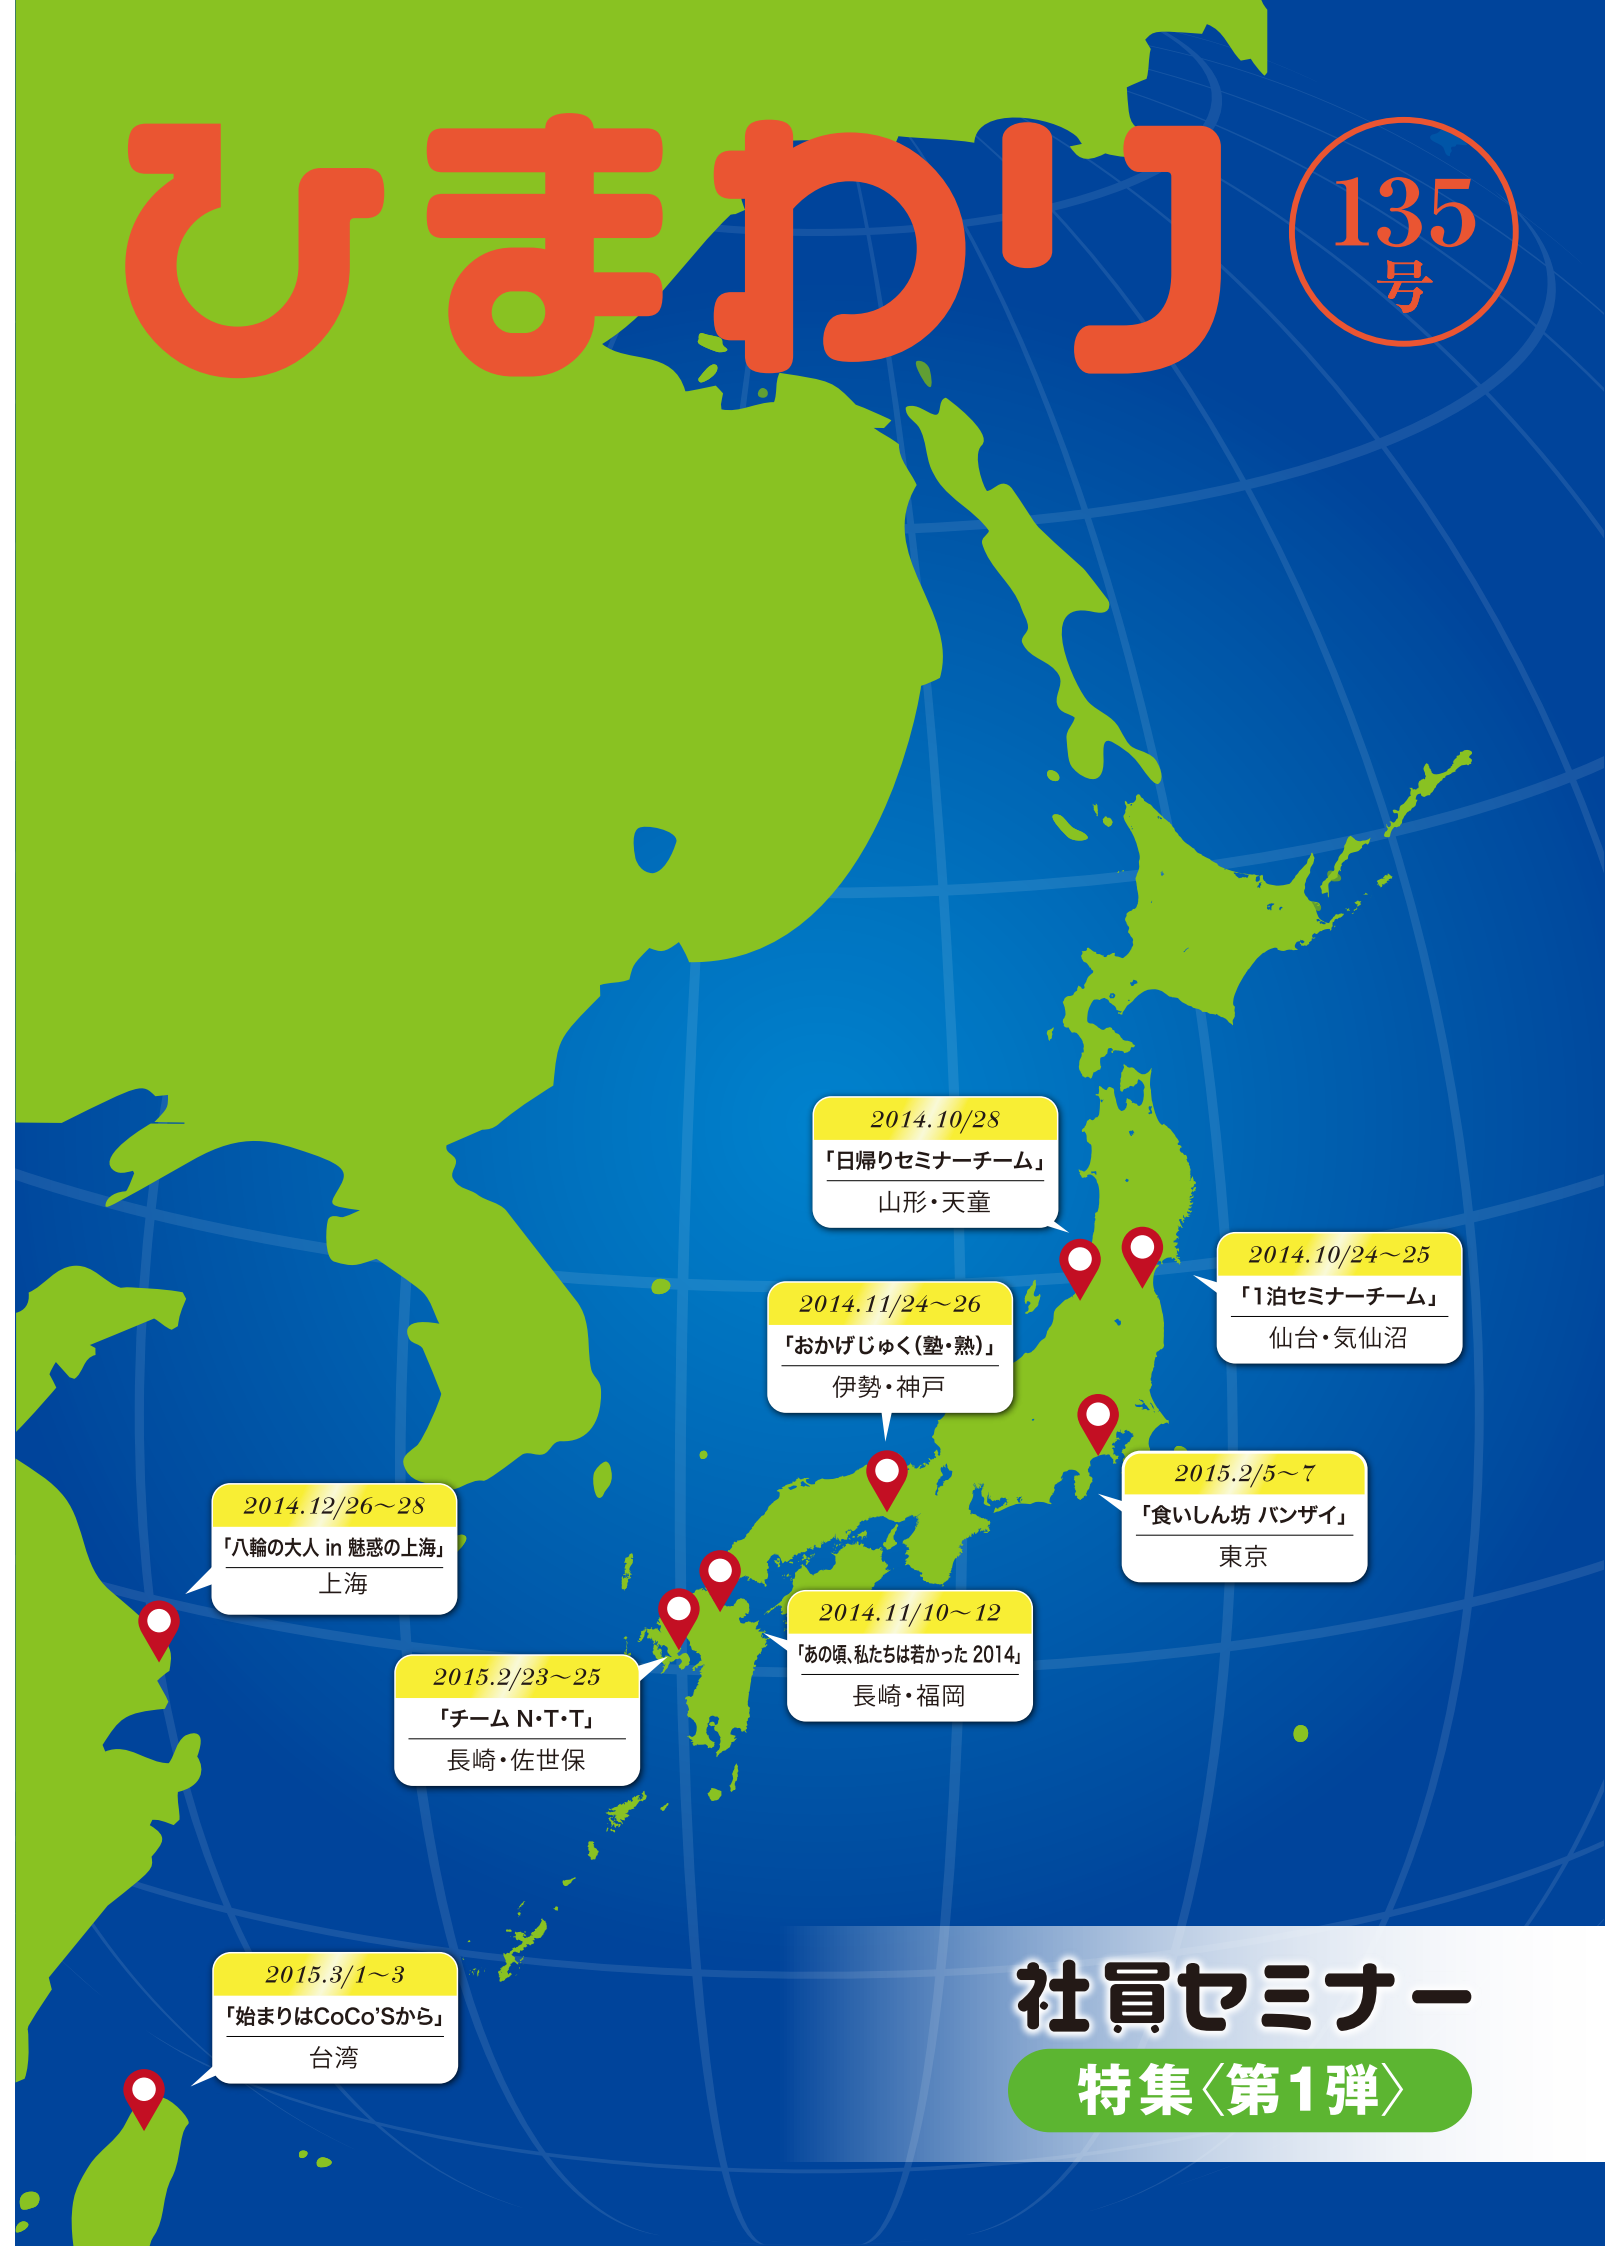 ひまわり
135
号
2014.10/28
「日帰りセミナーチーム」
山形・天童
2014.10/24～25
「1泊セミナーチーム」
仙台・気仙沼
2014.11/24～26
「おかげじゅく（塾・熟）」
伊勢・神戸
2015.2/5～7
「食いしん坊 バンザイ」
東京
2014.12/26～28
「八輪の大人 in 魅惑の上海」
上海
2014.11/10～12
「あの頃、私たちは若かった 2014」
長崎・福岡
2015.2/23～25
「チーム N・T・T」
長崎・佐世保
2015.3/1～3
「始まりはCoCo'Sから」
台湾
社員セミナー
特集〈第1弾〉